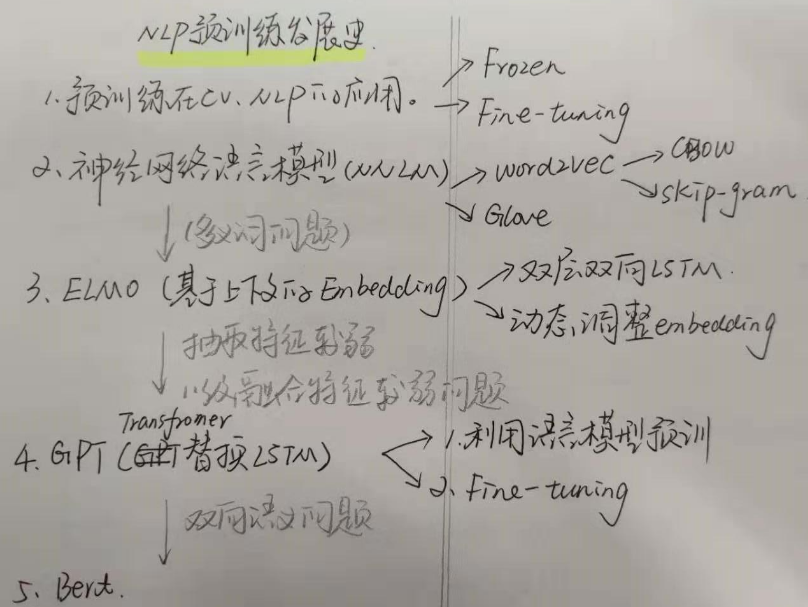 NLP预训练发展史.
1.预训练在CV、NLP的应用。
→Frozen
→Fine-tuning
2、神经网络语言模型(NNLM)
→word2vec
→CBOW
→skip-gram
→Glove
↓(多义词问题)
3、ELMO(基于上下文的Embedding)
→双层双向LSTM.
→动态调整embedding
↓抽取特征较弱
以及融合特征较弱问题
Transfromer
4.GPT(替换LSTM)
→1.利用语言模型预训
→2、Fine-tuning
↓双向语义问题
5、Bert.